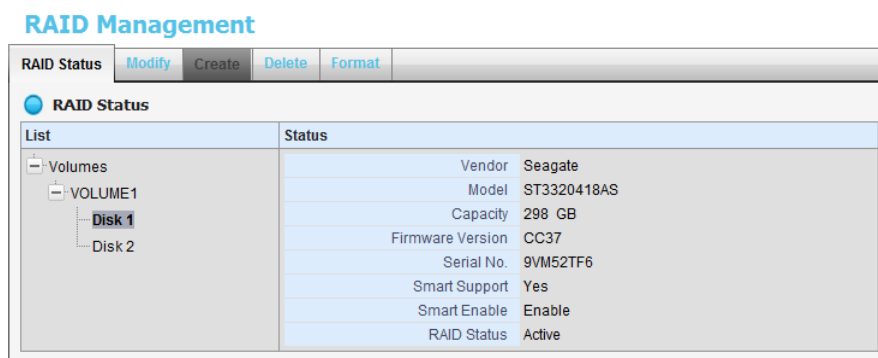 RAID Management
RAID Status Modify Create Delete Format
RAID Status
List Status
Volumes
VOLUME1
Disk 1
Disk 2
Vendor Seagate
Model ST3320418AS
Capacity 298 GB
Firmware Version CC37
Serial No. 9VM52TF6
Smart Support Yes
Smart Enable Enable
RAID Status Active